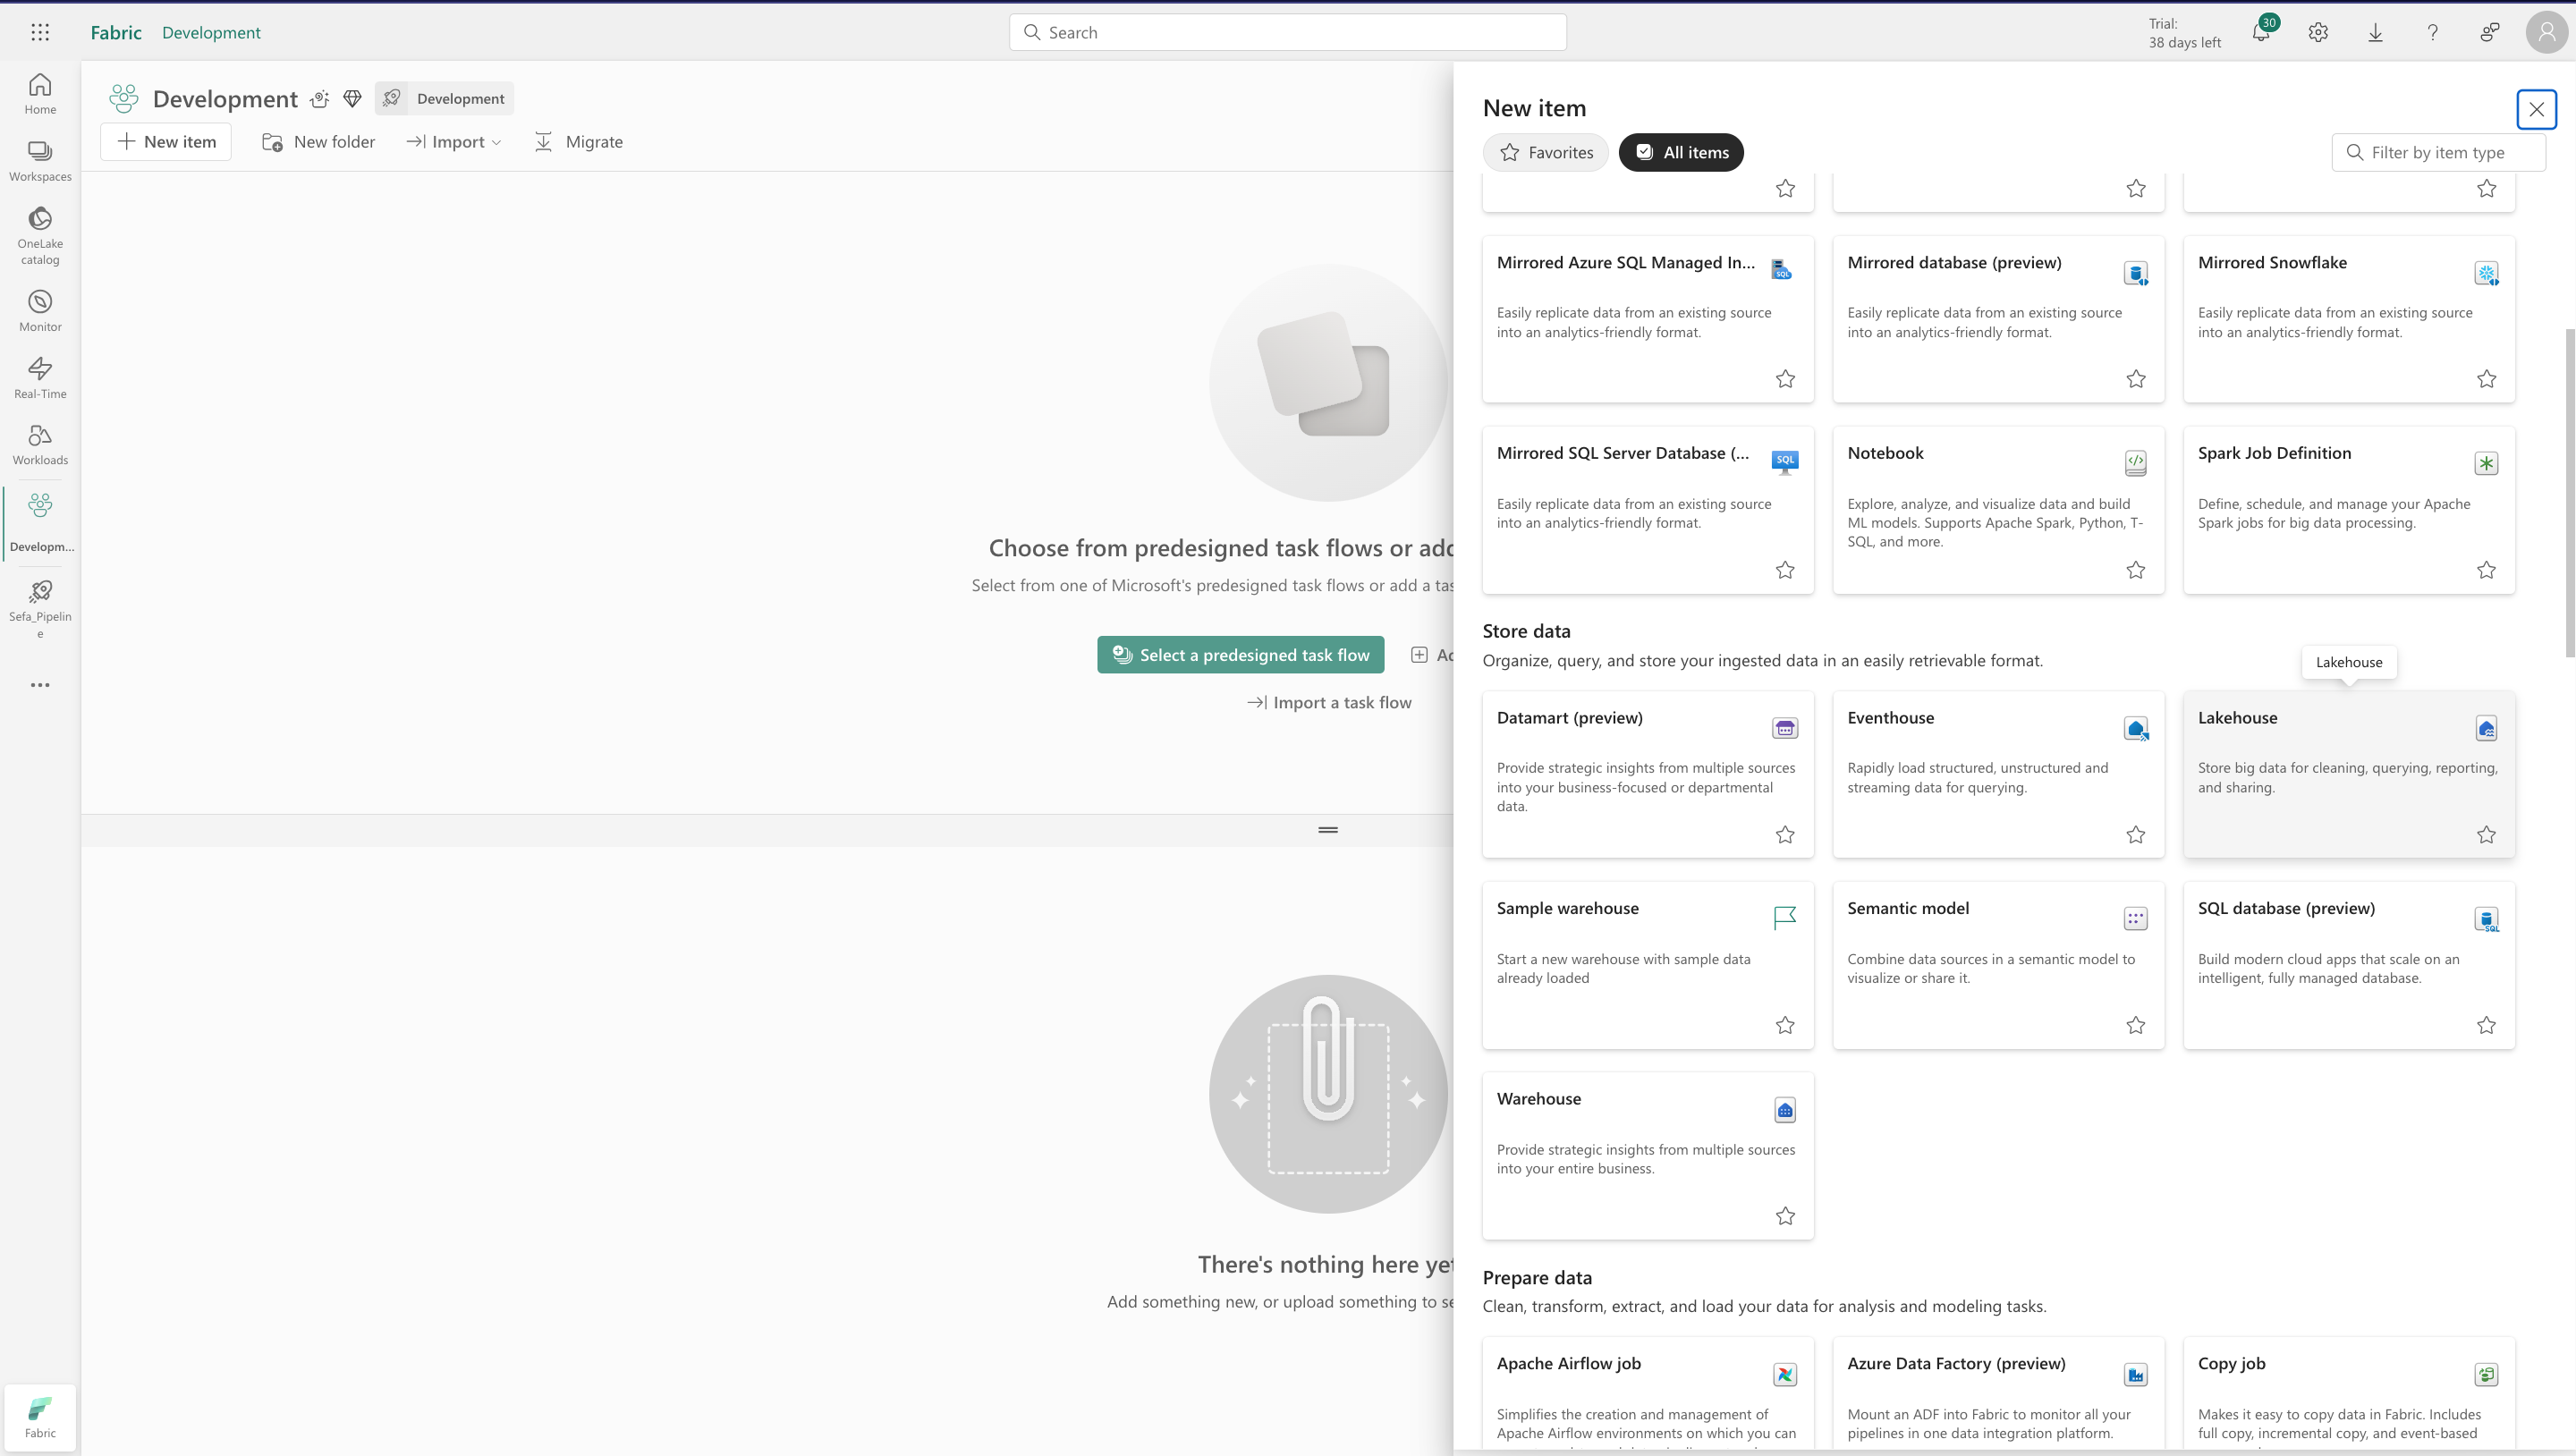 Fabric Development
Search
Trial:
38 days left
30
Home
Workspaces
OneLake
catalog
Monitor
Real-Time
Workloads
Developm...
Sefa_Pipelin
e
Fabric
Development
Development
New item
New folder
Import
Migrate
Choose from predesigned task flows or add
Select from one of Microsoft's predesigned task flows or add a tas
Select a predesigned task flow
Import a task flow
There's nothing here yet
Add something new, or upload something to se
New item
Favorites
All items
Filter by item type
Mirrored Azure SQL Managed In...
SQL
Easily replicate data from an existing source
into an analytics-friendly format.
Mirrored database (preview)
Easily replicate data from an existing source
into an analytics-friendly format.
Mirrored Snowflake
Easily replicate data from an existing source
into an analytics-friendly format.
Mirrored SQL Server Database (...
SQL
Easily replicate data from an existing source
into an analytics-friendly format.
Notebook
Explore, analyze, and visualize data and build
ML models. Supports Apache Spark, Python, T-
SQL, and more.
Spark Job Definition
Define, schedule, and manage your Apache
Spark jobs for big data processing.
Store data
Organize, query, and store your ingested data in an easily retrievable format.
Lakehouse
Datamart (preview)
Provide strategic insights from multiple sources
into your business-focused or departmental
data.
Eventhouse
Rapidly load structured, unstructured and
streaming data for querying.
Lakehouse
Store big data for cleaning, querying, reporting,
and sharing.
Sample warehouse
Start a new warehouse with sample data
already loaded
Semantic model
Combine data sources in a semantic model to
visualize or share it.
SQL database (preview)
SQL
Build modern cloud apps that scale on an
intelligent, fully managed database.
Warehouse
Provide strategic insights from multiple sources
into your entire business.
Prepare data
Clean, transform, extract, and load your data for analysis and modeling tasks.
Apache Airflow job
Simplifies the creation and management of
Apache Airflow environments on which you can
Azure Data Factory (preview)
Mount an ADF into Fabric to monitor all your
pipelines in one data integration platform.
Copy job
Makes it easy to copy data in Fabric. Includes
full copy, incremental copy, and event-based